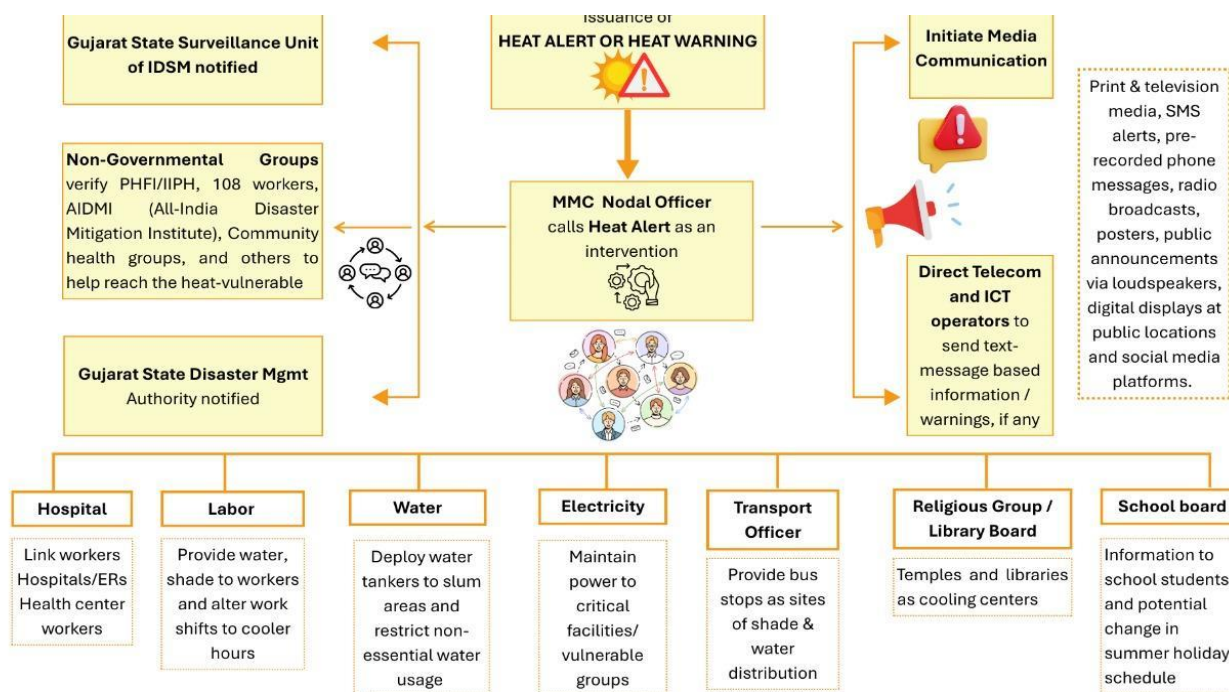 Gujarat State Surveillance Unit
of IDSM notified
Issuance of
HEAT ALERT OR HEAT WARNING
Initiate Media
Communication
Print & television
media, SMS
alerts, pre-
recorded phone
messages, radio
broadcasts,
posters, public
announcements
via loudspeakers,
digital displays at
public locations
and social media
platforms.
Non-Governmental Groups
verify PHFI/IIPH, 108 workers,
AIDMI (All-India Disaster
Mitigation Institute), Community
health groups, and others to
help reach the heat-vulnerable
MMC Nodal Officer
calls Heat Alert as an
intervention
Direct Telecom
and ICT
operators to
send text-
message based
information /
warnings, if any
Gujarat State Disaster Mgmt
Authority notified
Hospital
Link workers
Hospitals/ERs
Health center
workers
Labor
Provide water,
shade to workers
and alter work
shifts to cooler
hours
Water
Deploy water
tankers to slum
areas and
restrict non-
essential water
usage
Electricity
Maintain
power to
critical
facilities/
vulnerable
groups
Transport
Officer
Provide bus
stops as sites
of shade &
water
distribution
Religious Group /
Library Board
Temples and libraries
as cooling centers
School board
Information to
school students
and potential
change in
summer holiday
schedule